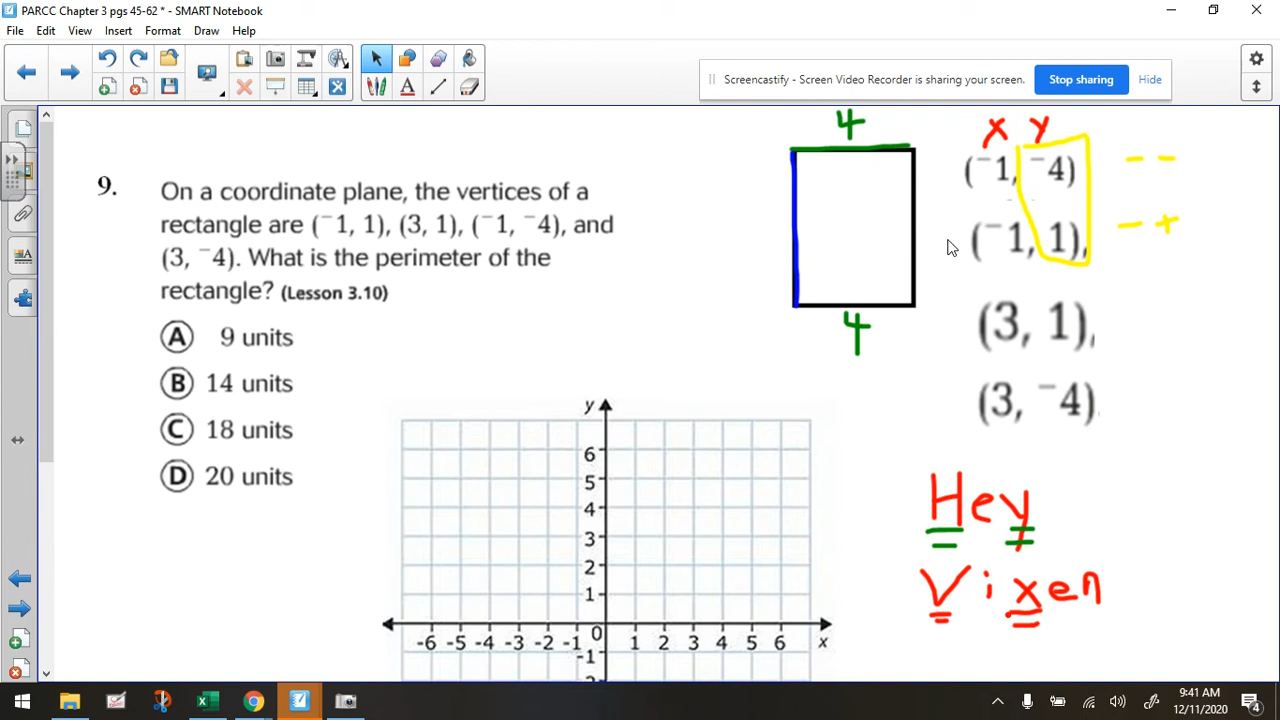 PARCC Chapter 3 pgs 45-62 * - SMART Notebook
File Edit View Insert Format Draw Help
Screencastify - Screen Video Recorder is sharing your screen. Stop sharing Hide
9. On a coordinate plane, the vertices of a
rectangle are (⁻1, 1), (3, 1), (⁻1, ⁻4), and
(3, ⁻4). What is the perimeter of the
rectangle? (Lesson 3.10)
A 9 units
B 14 units
C 18 units
D 20 units
4
4
x y
(⁻1, ⁻4) - -
(⁻1, 1), - +
(3, 1),
(3, ⁻4)
Hey
Vixen
y
6
5
4
3
2
1
0
-6 -5 -4 -3 -2 -1 1 2 3 4 5 6 x
-1
A
9:41 AM
12/11/2020
4